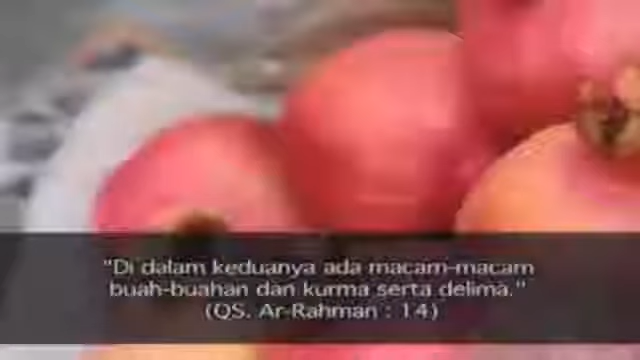 "Di dalam keduanya ada macam-macam
buah-buahan dan kurma serta delima."
(QS. Ar-Rahman : 14)